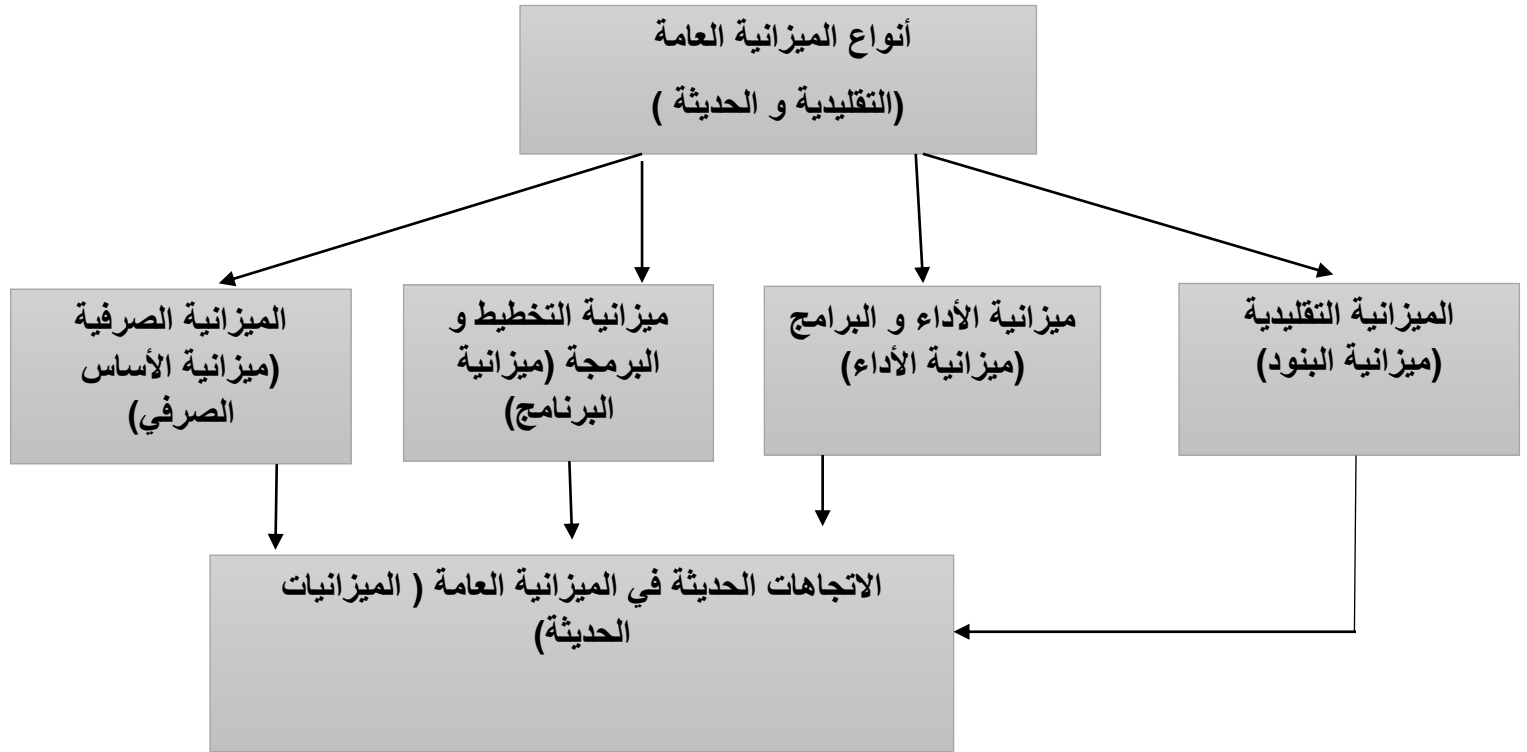 أنواع الميزانية العامة
(التقليدية و الحديثة )
الميزانية التقليدية
(ميزانية البنود)
ميزانية الأداء و البرامج
(ميزانية الأداء)
ميزانية التخطيط و
البرمجة (ميزانية
البرنامج)
الميزانية الصرفية
(ميزانية الأساس
الصرفي)
الاتجاهات الحديثة في الميزانية العامة ( الميزانيات
الحديثة)